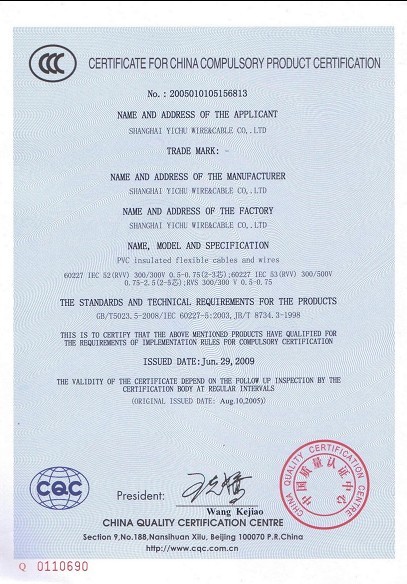 CCC
CERTIFICATE FOR CHINA COMPULSORY PRODUCT CERTIFICATION
No. : 2005010105156813
NAME AND ADDRESS OF THE APPLICANT
SHANGHAI YICHU WIRE&CABLE CO,.LTD
TRADE MARK: -
NAME AND ADDRESS OF THE MANUFACTURER
SHANGHAI YICHU WIRE&CABLE CO,.LTD
NAME AND ADDRESS OF THE FACTORY
SHANGHAI YICHU WIRE&CABLE CO,.LTD
NAME, MODEL AND SPECIFICATION
PVC insulated flexible cables and wires
60227 IEC 52(RVV) 300/300V 0.5-0.75(2-3芯);60227 IEC 53(RVV) 300/500V
0.75-2.5(2-5芯);RVS 300/300 V 0.5-0.75
THE STANDARDS AND TECHNICAL REQUIREMENTS FOR THE PRODUCTS
GB/T5023.5-2008/IEC 60227-5:2003,JB/T 8734.3-1998
THIS IS TO CERTIFY THAT THE ABOVE MENTIONED PRODUCTS HAVE QUALIFIED FOR
THE REQUIREMENTS OF IMPLEMENTATION RULES FOR COMPULSORY CERTIFICATION
ISSUED DATE:Jun.29,2009
THE VALIDITY OF THE CERTIFICATE DEPEND ON THE FOLLOW UP INSPECTION BY THE
CERTIFICATION BODY AT REGULAR INTERVALS
(ORIGINAL ISSUED DATE: Aug.10,2005))
CQC
President:
Wang Kejiao
CHINA QUALITY CERTIFICATION CENTRE
中国质量认证中心
CHINA QUALITY CERTIFICATION CENTRE
Section 9,No.188,Nansihuan Xilu, Beijing 100070 P.R.China
http://www.cqc.com.cn
Q 0110690